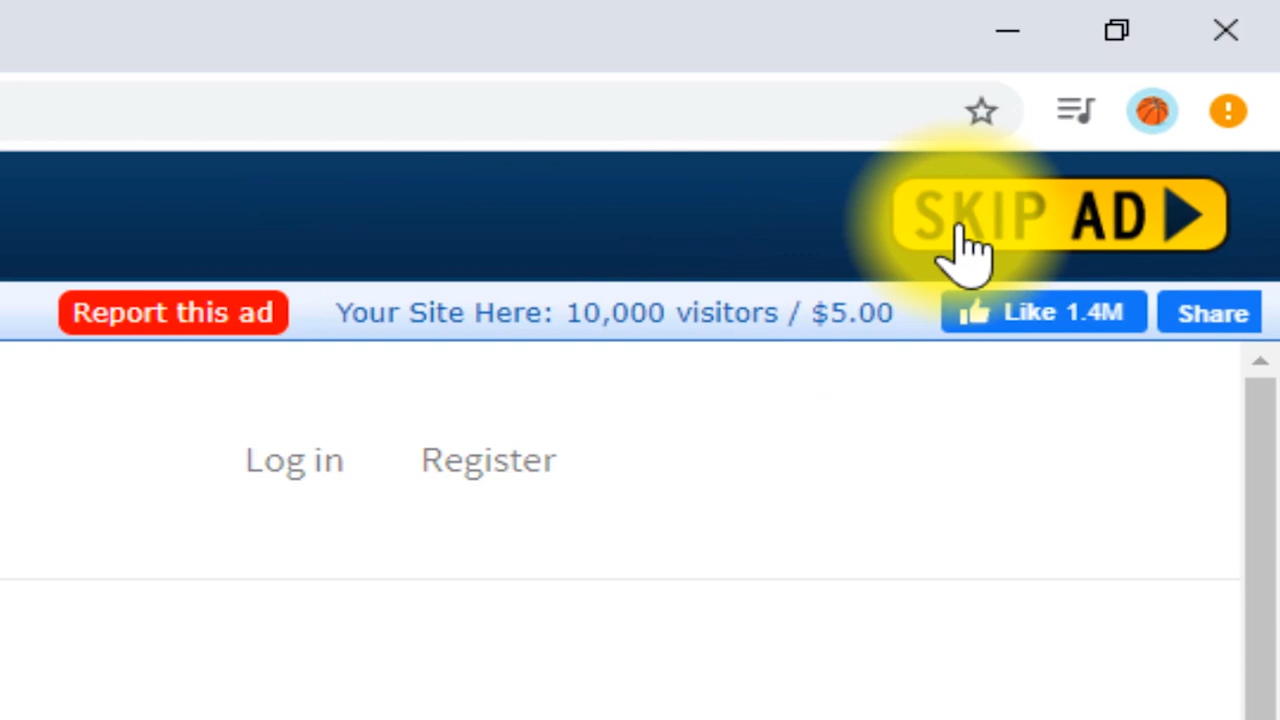 SKIP AD
Report this ad
Your Site Here: 10,000 visitors / $5.00
Like 1.4M
Share
Log in
Register